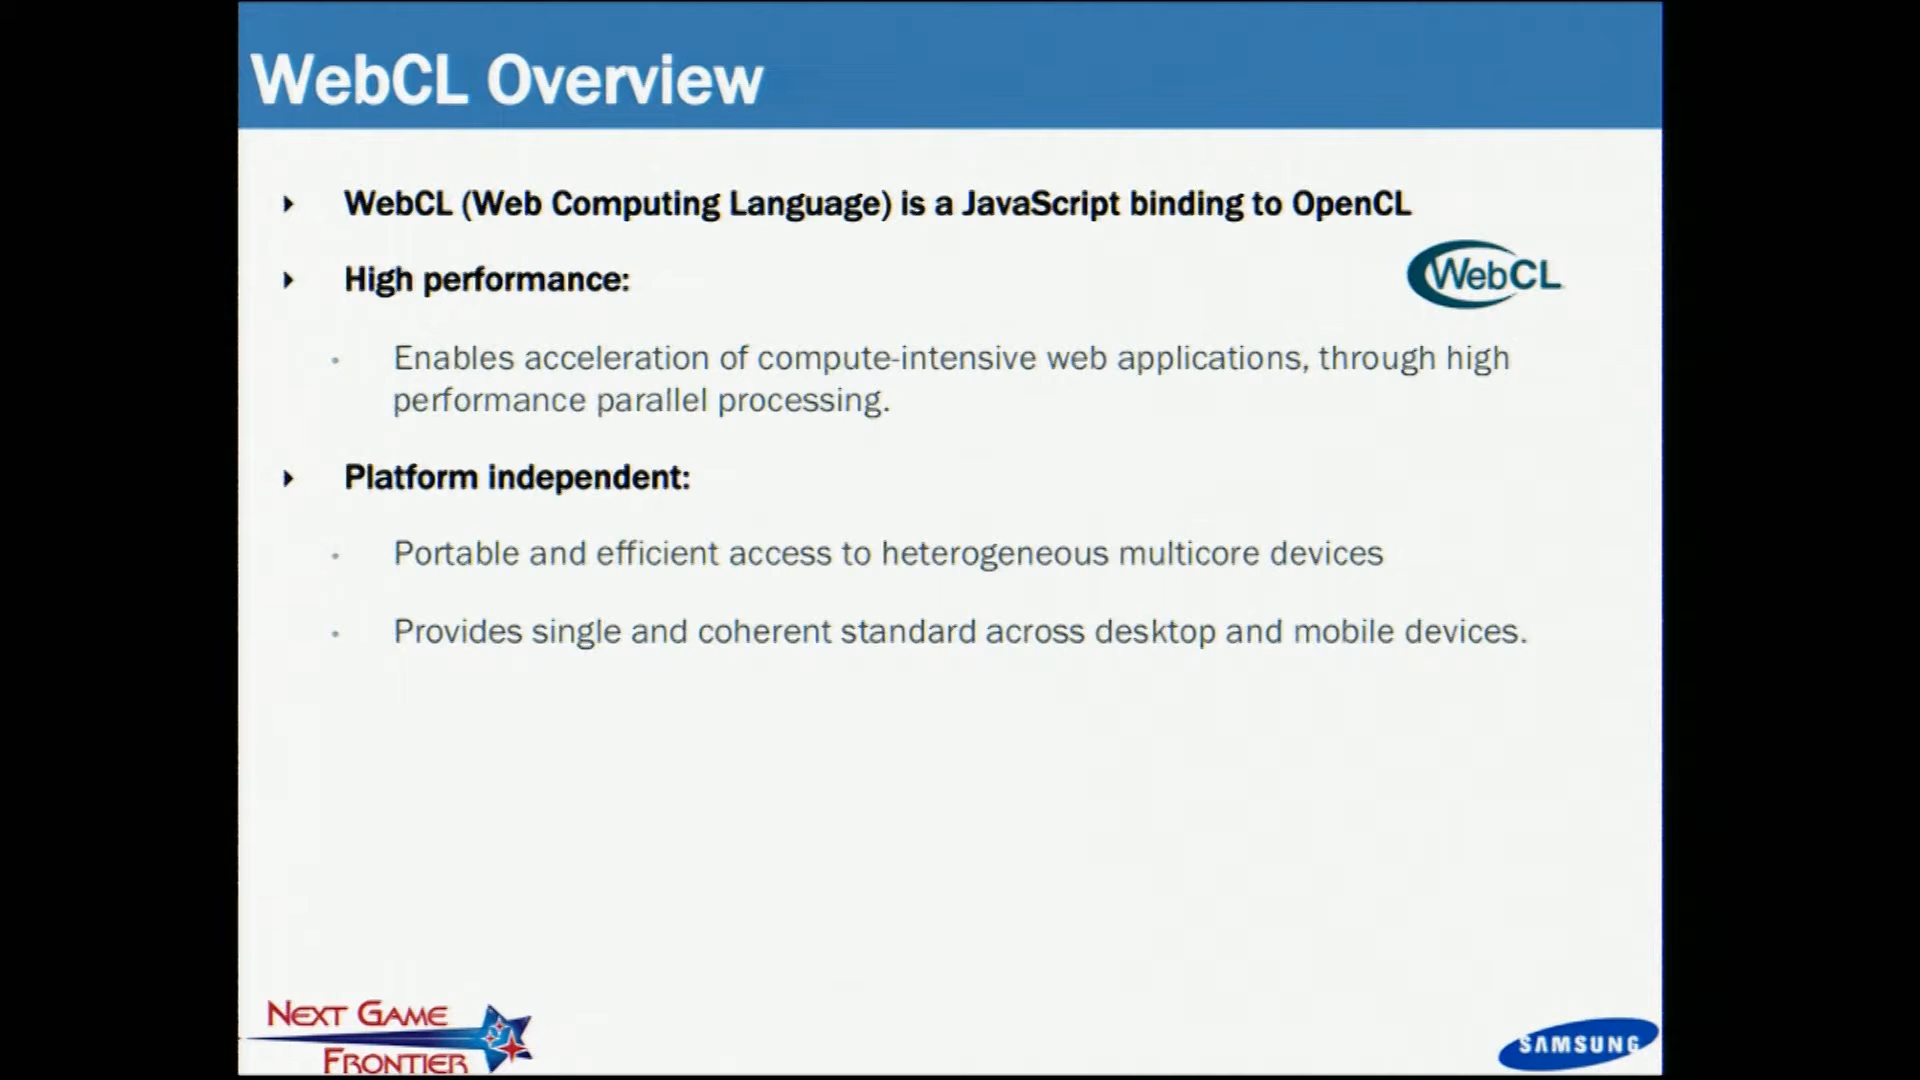 WebCL Overview
WebCL (Web Computing Language) is a JavaScript binding to OpenCL
High performance:
WebCL
Enables acceleration of compute-intensive web applications, through high
performance parallel processing.
Platform independent:
Portable and efficient access to heterogeneous multicore devices
Provides single and coherent standard across desktop and mobile devices.
NEXT GAME
FRONTIER
SAMSUNG